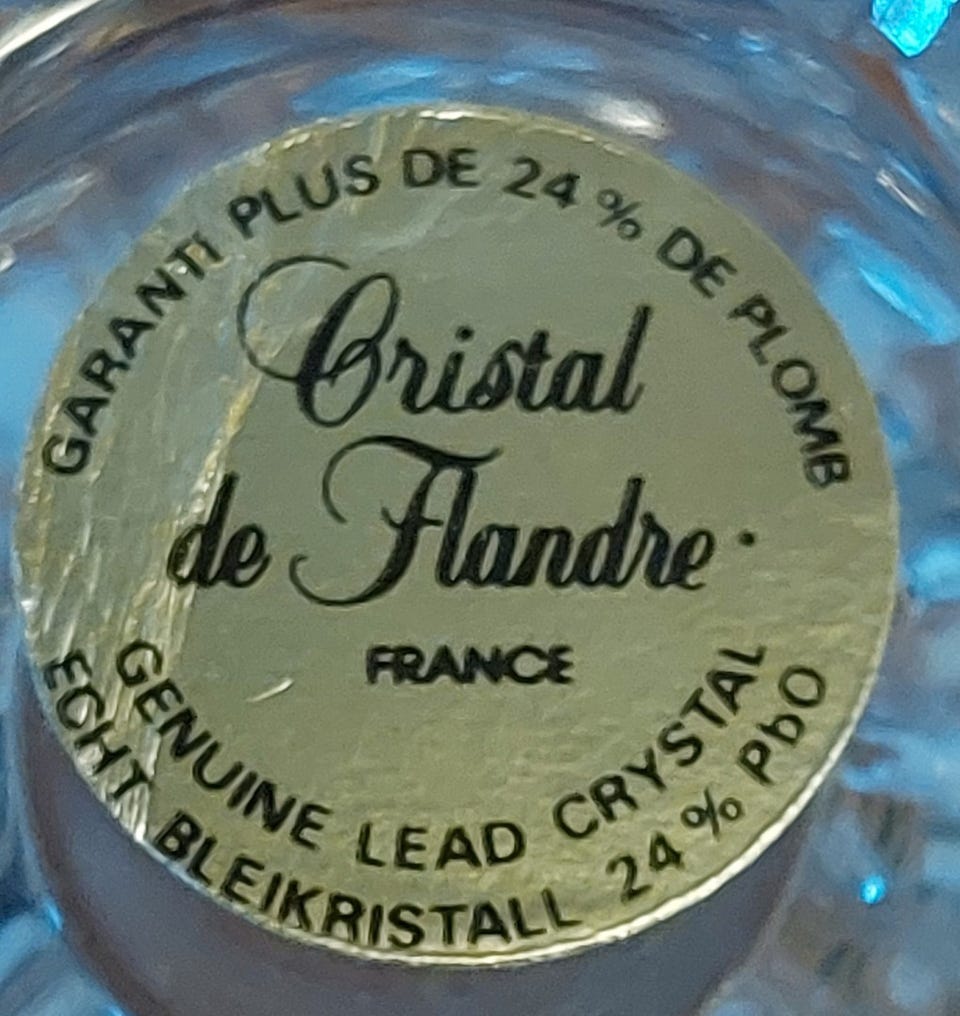 GARANTI PLUS DE 24 % DE PLOMB
Cristal
de Flandre
FRANCE
GENUINE LEAD CRYSTAL
ECHT BLEIKRISTALL 24 % PbO